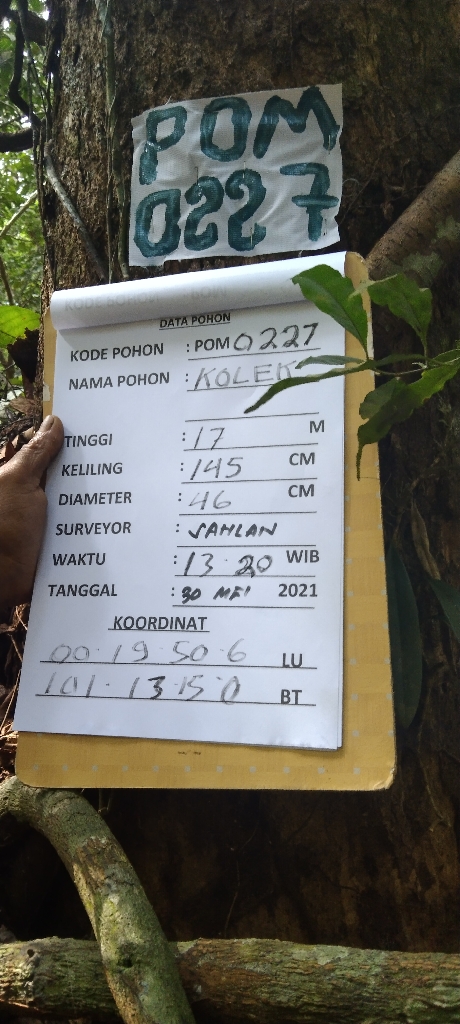 POM
0227
DATA POHON
KODE POHON : POM 0227
NAMA POHON : KOLEK
TINGGI : 17 M
KELILING : 145 CM
DIAMETER : 46 CM
SURVEYOR : SAHLAN
WAKTU : 13.20 WIB
TANGGAL : 30 MEI 2021
KOORDINAT
00.19.50.6 LU
101.13.15.0 BT